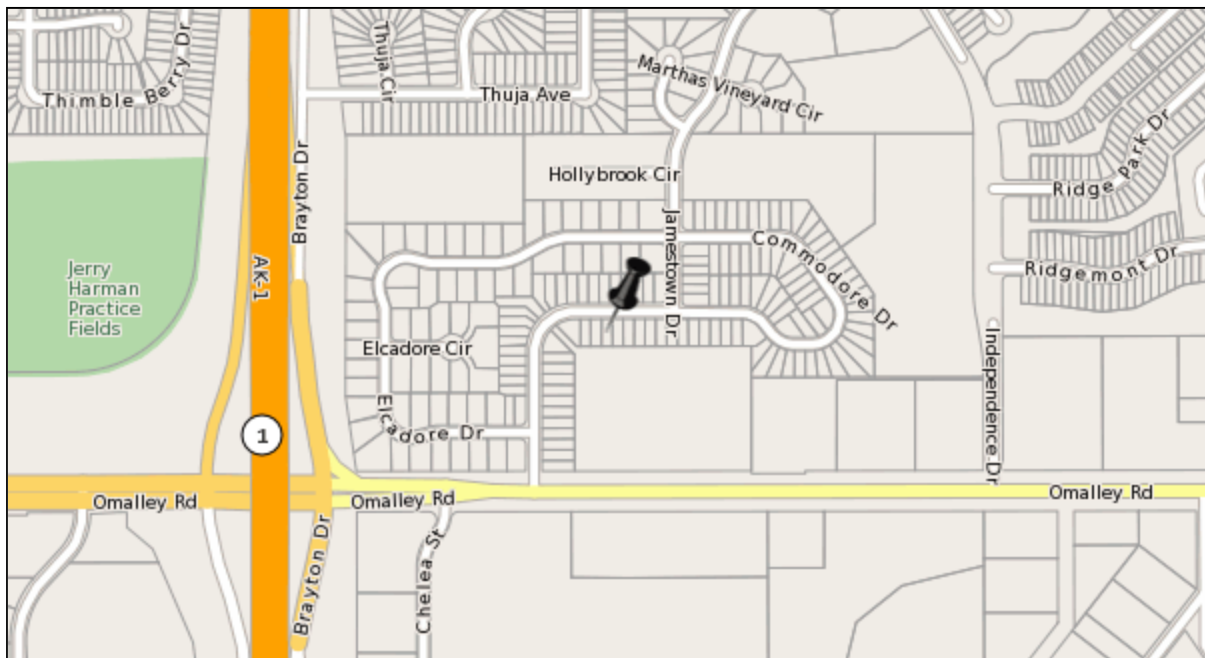 Thimble Berry Dr
Thuja Cir
Thuja Ave
Marthas Vineyard Cir
Ridge Park Dr
Brayton Dr
Hollybrook Cir
Jamestown Dr
Commodore Dr
Ridgemont Dr
AK-1
Jerry
Harman
Practice
Fields
Elcadore Cir
Independence Dr
Elcadore Dr
1
Omalley Rd
Omalley Rd
Omalley Rd
Brayton Dr
Chelea St